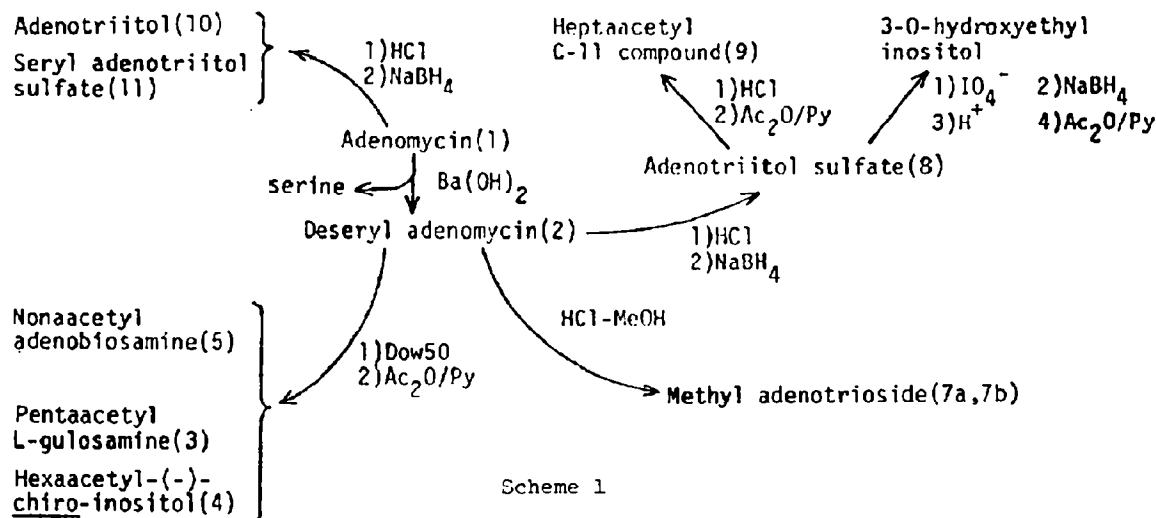 Adenotriitol(10)
Seryl adenotriitol
sulfate(11)
1)HCl
2)NaBH4
Heptaacetyl
C-11 compound(9)
3-O-hydroxyethyl
inositol
1)HCl
2)Ac2O/Py
1)IO4- 2)NaBH4
3)H+ 4)Ac2O/Py
Adenomycin(1)
Adenotriitol sulfate(8)
serine
Ba(OH)2
Deseryl adenomycin(2)
1)HCl
2)NaBH4
Nonaacetyl
adenobiosamine(5)
1)Dow50
2)Ac2O/Py
HCl-MeOH
Methyl adenotrioside(7a,7b)
Pentaacetyl
L-gulosamine(3)
Hexaacetyl-(-)-
chiro-inositol(4)
Scheme 1